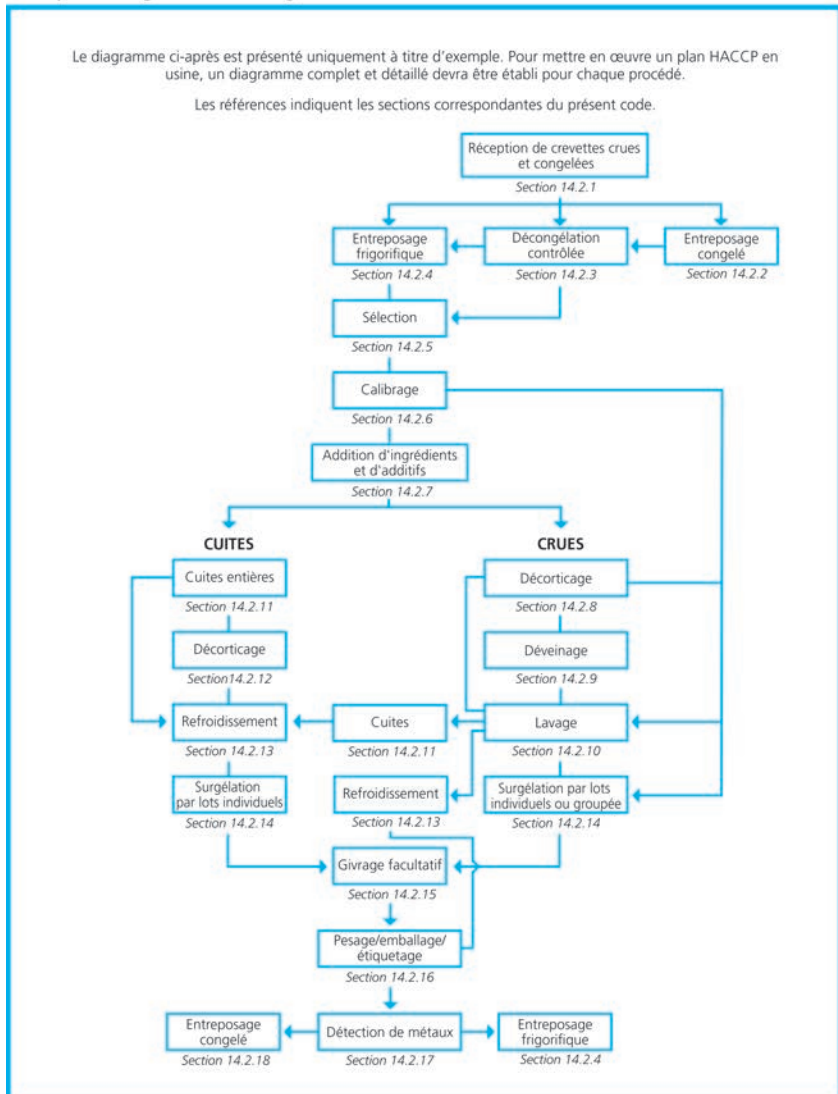 Le diagramme ci-après est présenté uniquement à titre d'exemple. Pour mettre en œuvre un plan HACCP en
usine, un diagramme complet et détaillé devra être établi pour chaque procédé.
Les références indiquent les sections correspondantes du présent code.
Réception de crevettes crues
et congelées
Section 14.2.1
Entreposage
frigorifique
Section 14.2.4
Décongélation
contrôlée
Section 14.2.3
Entreposage
congelé
Section 14.2.2
Sélection
Section 14.2.5
Calibrage
Section 14.2.6
Addition d'ingrédients
et d'additifs
Section 14.2.7
CUITES
CRUES
Cuites entières
Section 14.2.11
Décorticage
Section 14.2.8
Décorticage
Section14.2.12
Déveinage
Section 14.2.9
Refroidissement
Section 14.2.13
Cuites
Section 14.2.11
Lavage
Section 14.2.10
Surgélation
par lots individuels
Section 14.2.14
Refroidissement
Section 14.2.13
Surgélation par lots
individuels ou groupée
Section 14.2.14
Givrage facultatif
Section 14.2.15
Pesage/emballage/
étiquetage
Section 14.2.16
Entreposage
congelé
Section 14.2.18
Détection de métaux
Section 14.2.17
Entreposage
frigorifique
Section 14.2.4